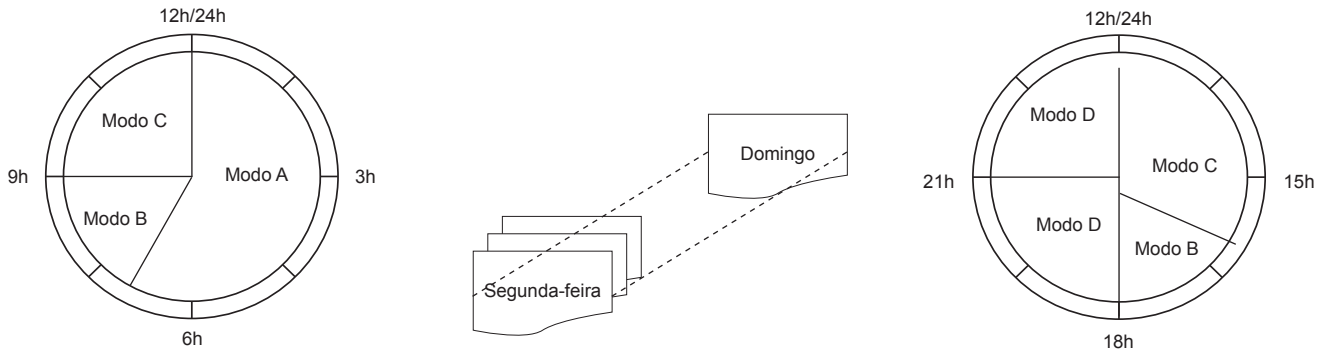 12h/24h
Modo C
Modo A
9h
3h
Modo B
6h
Domingo
Segunda-feira
12h/24h
Modo D
Modo C
21h
15h
Modo D
Modo B
18h